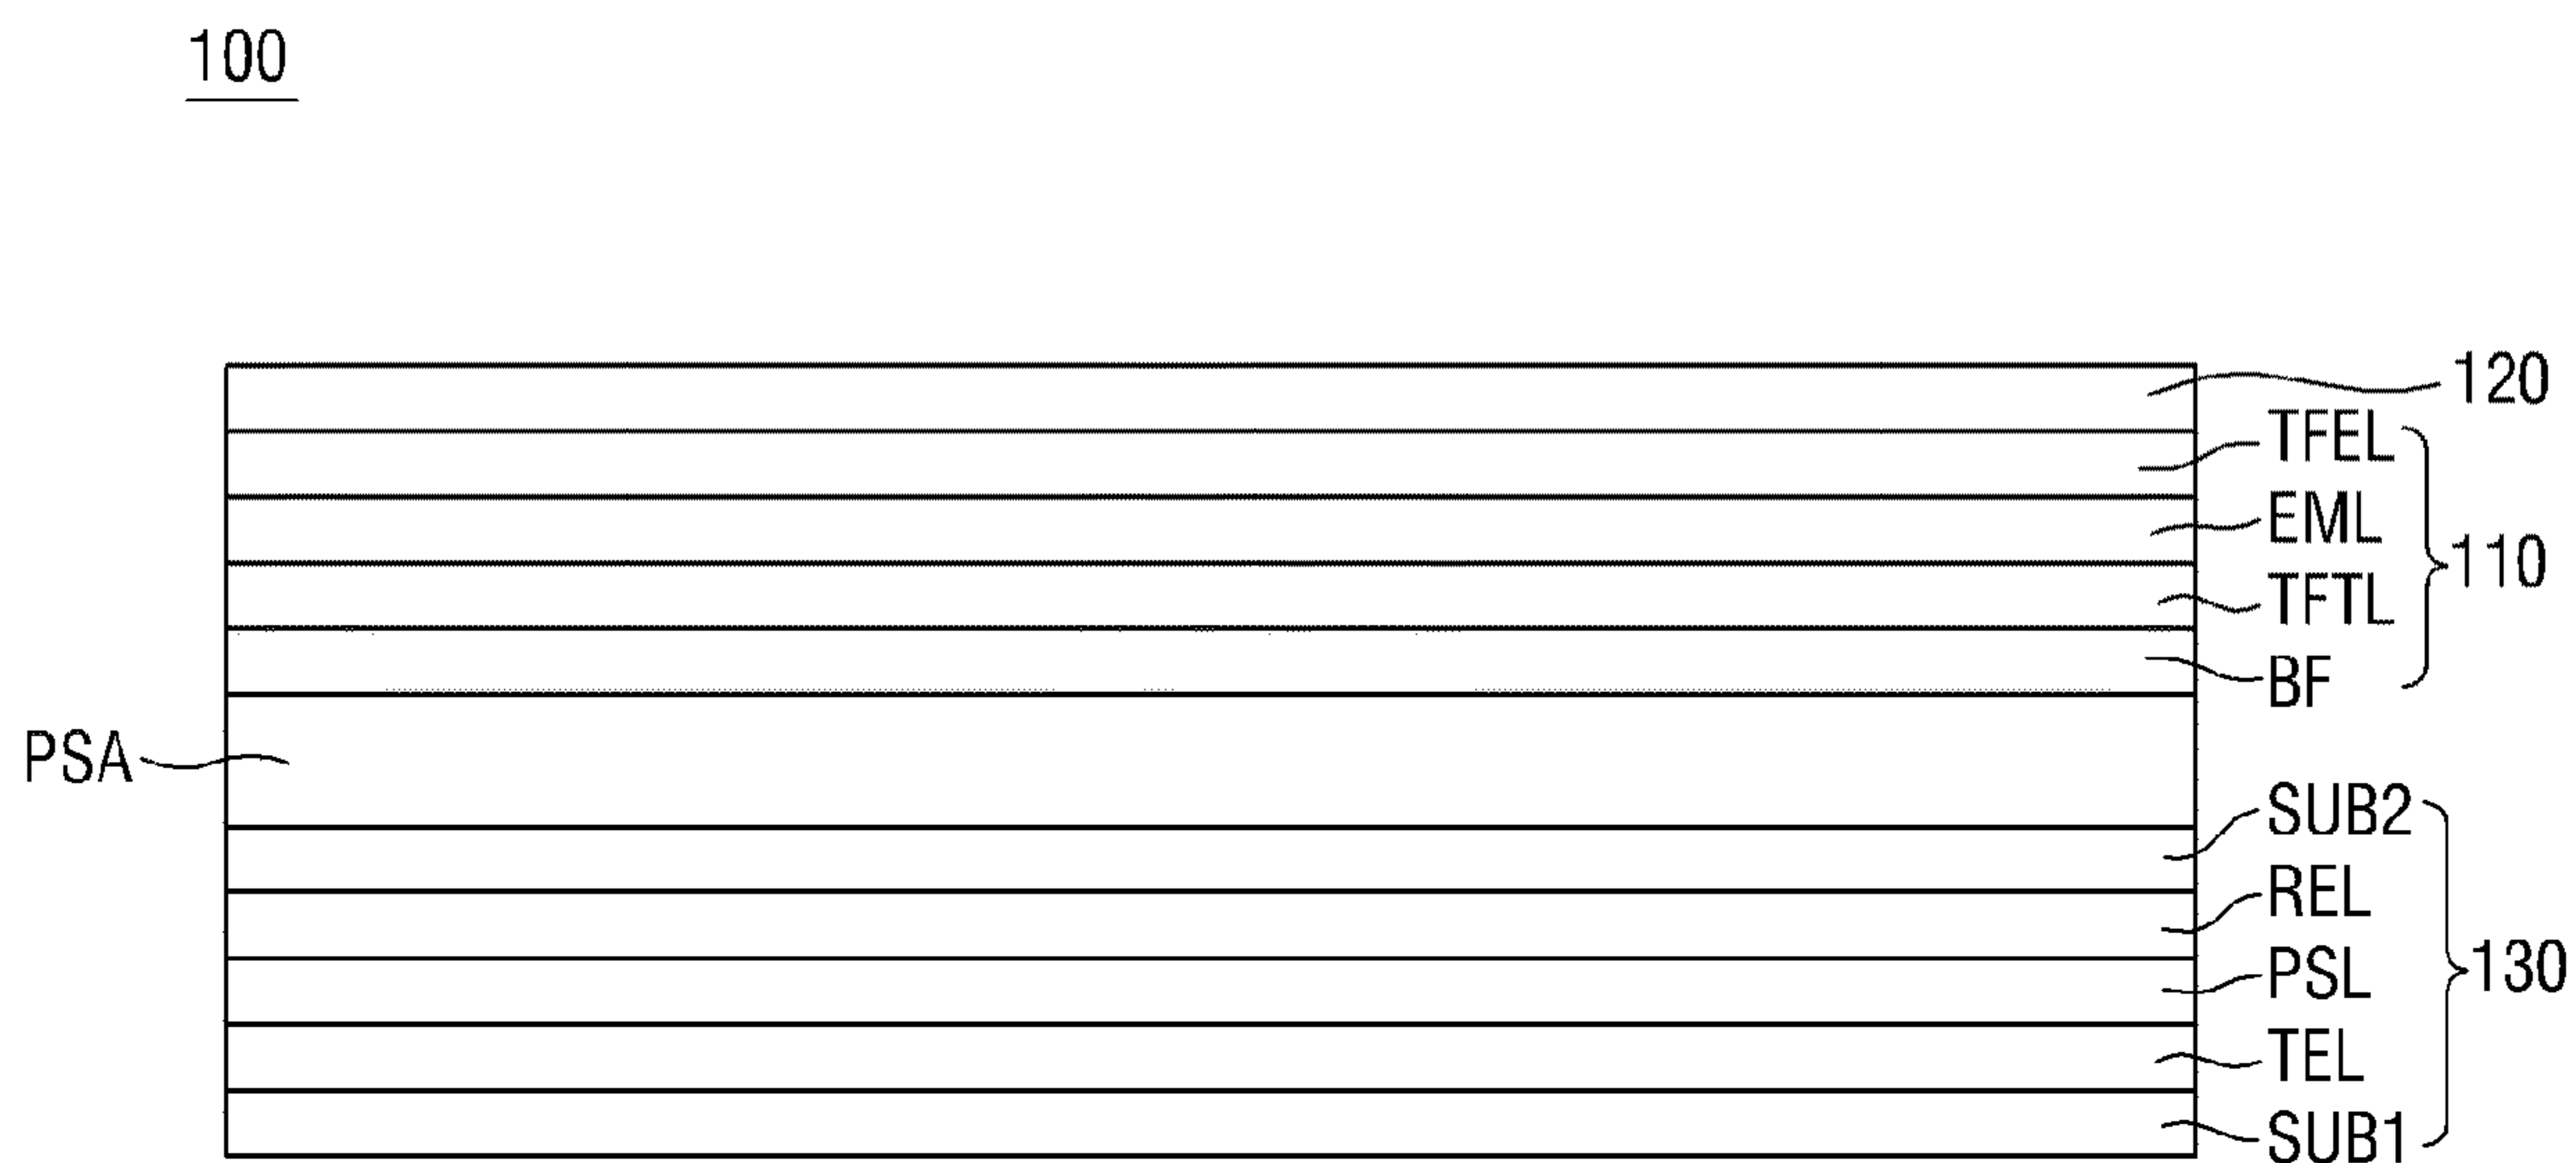 100
120
TFEL
EML
110
TFTL
BF
PSA
SUB2
REL
PSL
130
TEL
SUB1